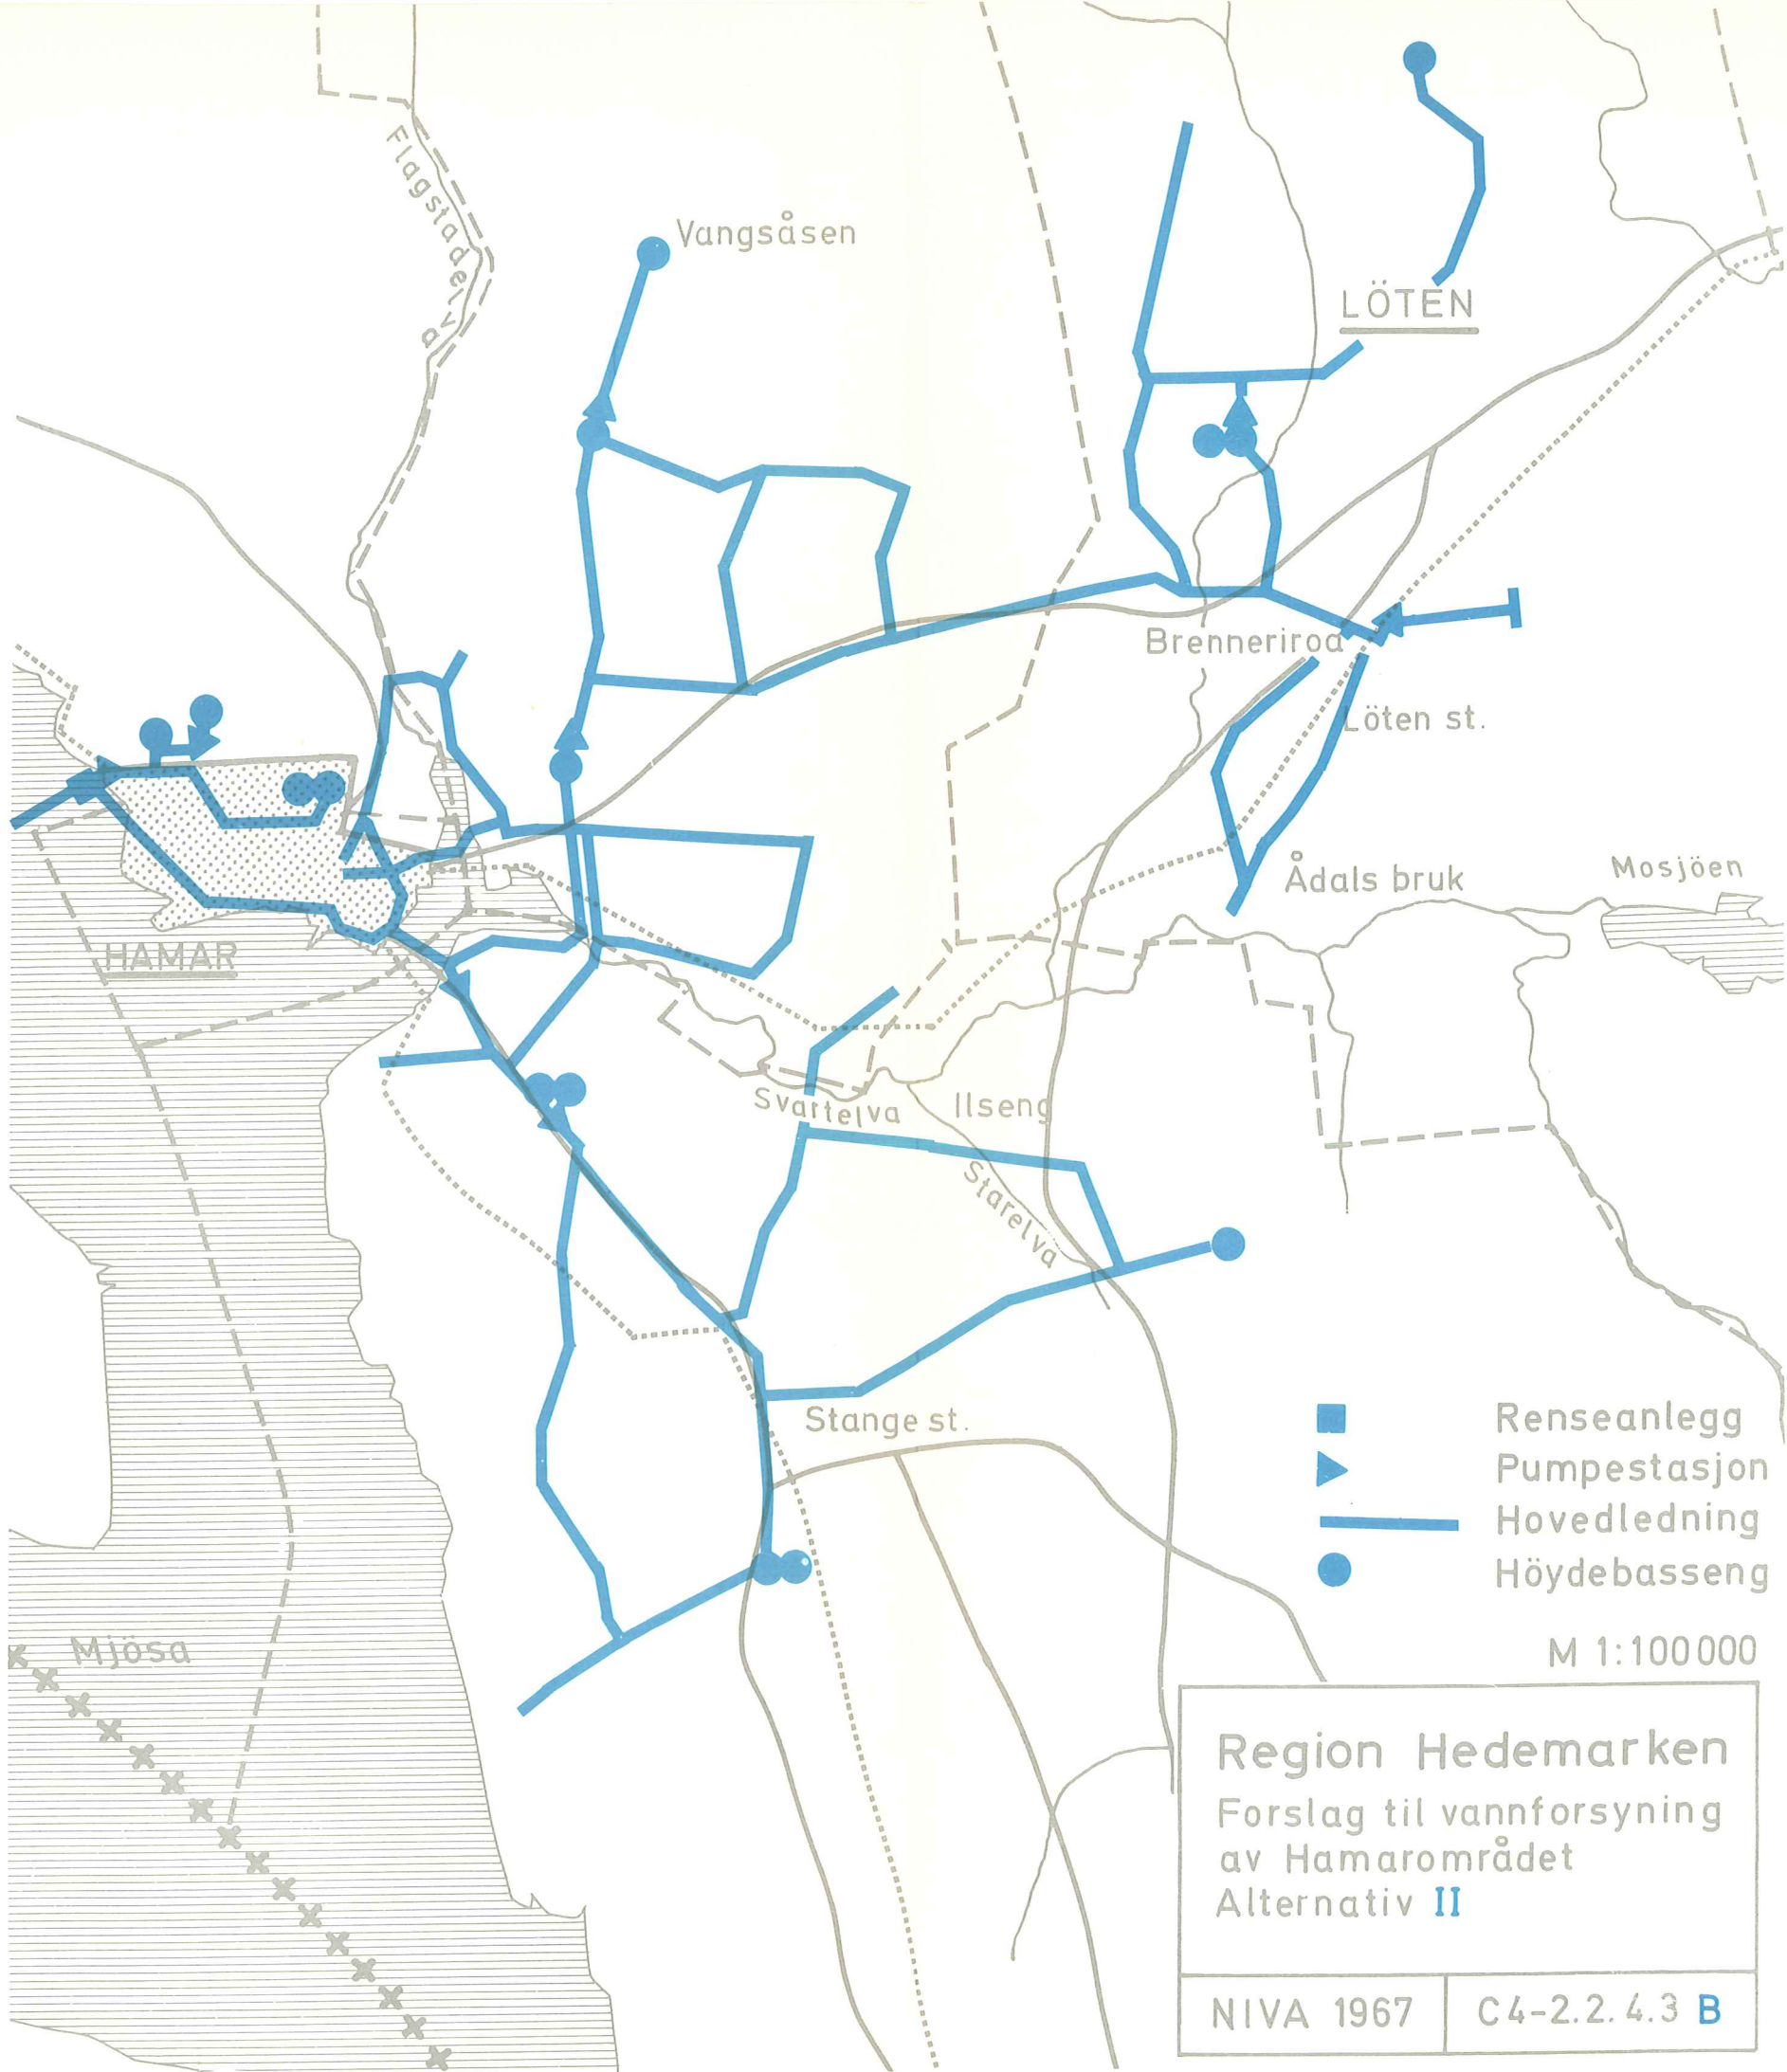 Flagstadelva
Vangsåsen
LÖTEN
Brenneriroa
Löten st.
Ådals bruk
Mosjöen
HAMAR
Svartelva
Ilseng
Starelva
Stange st.
Mjösa
Renseanlegg
Pumpestasjon
Hovedledning
Höydebasseng
M 1:100000
Region Hedemarken
Forslag til vannforsyning
av Hamarområdet
Alternativ II
NIVA 1967
C4-2.2.4.3 B